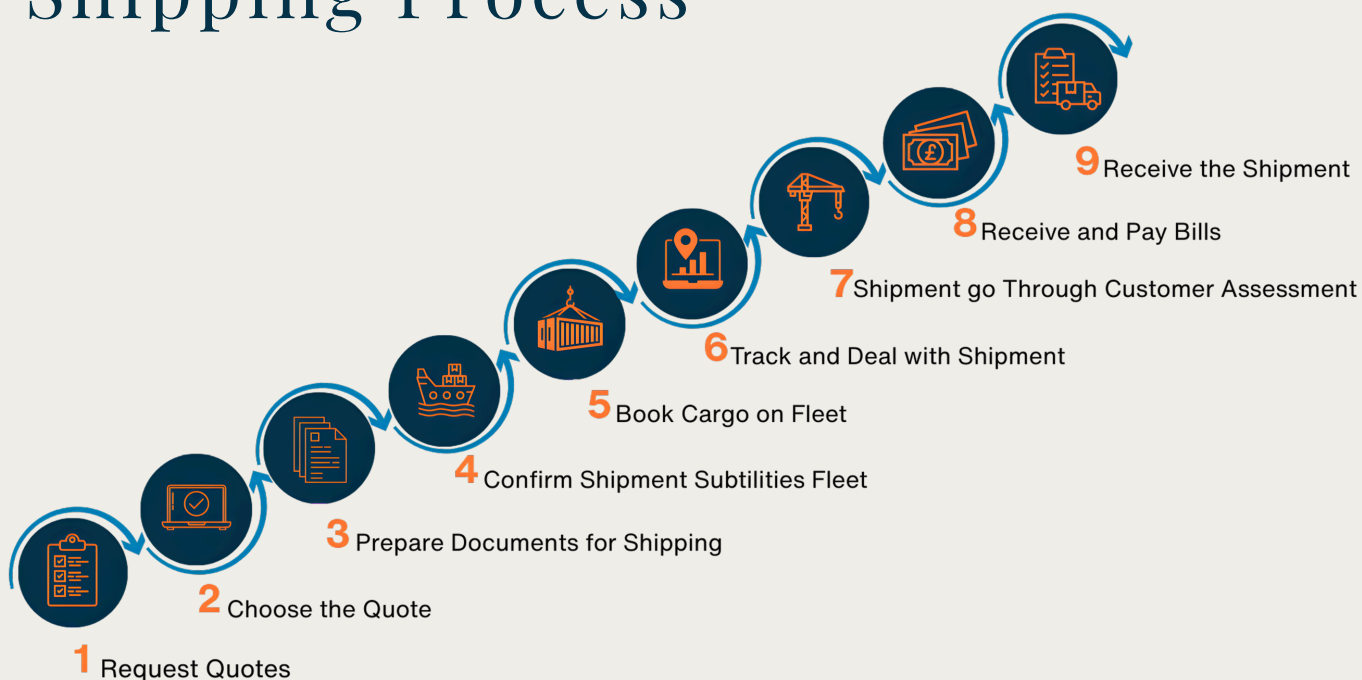 Shipping Process
9 Receive the Shipment
8 Receive and Pay Bills
7 Shipment go Through Customer Assessment
6 Track and Deal with Shipment
5 Book Cargo on Fleet
4 Confirm Shipment Subtilities Fleet
3 Prepare Documents for Shipping
2 Choose the Quote
1 Request Quotes
£